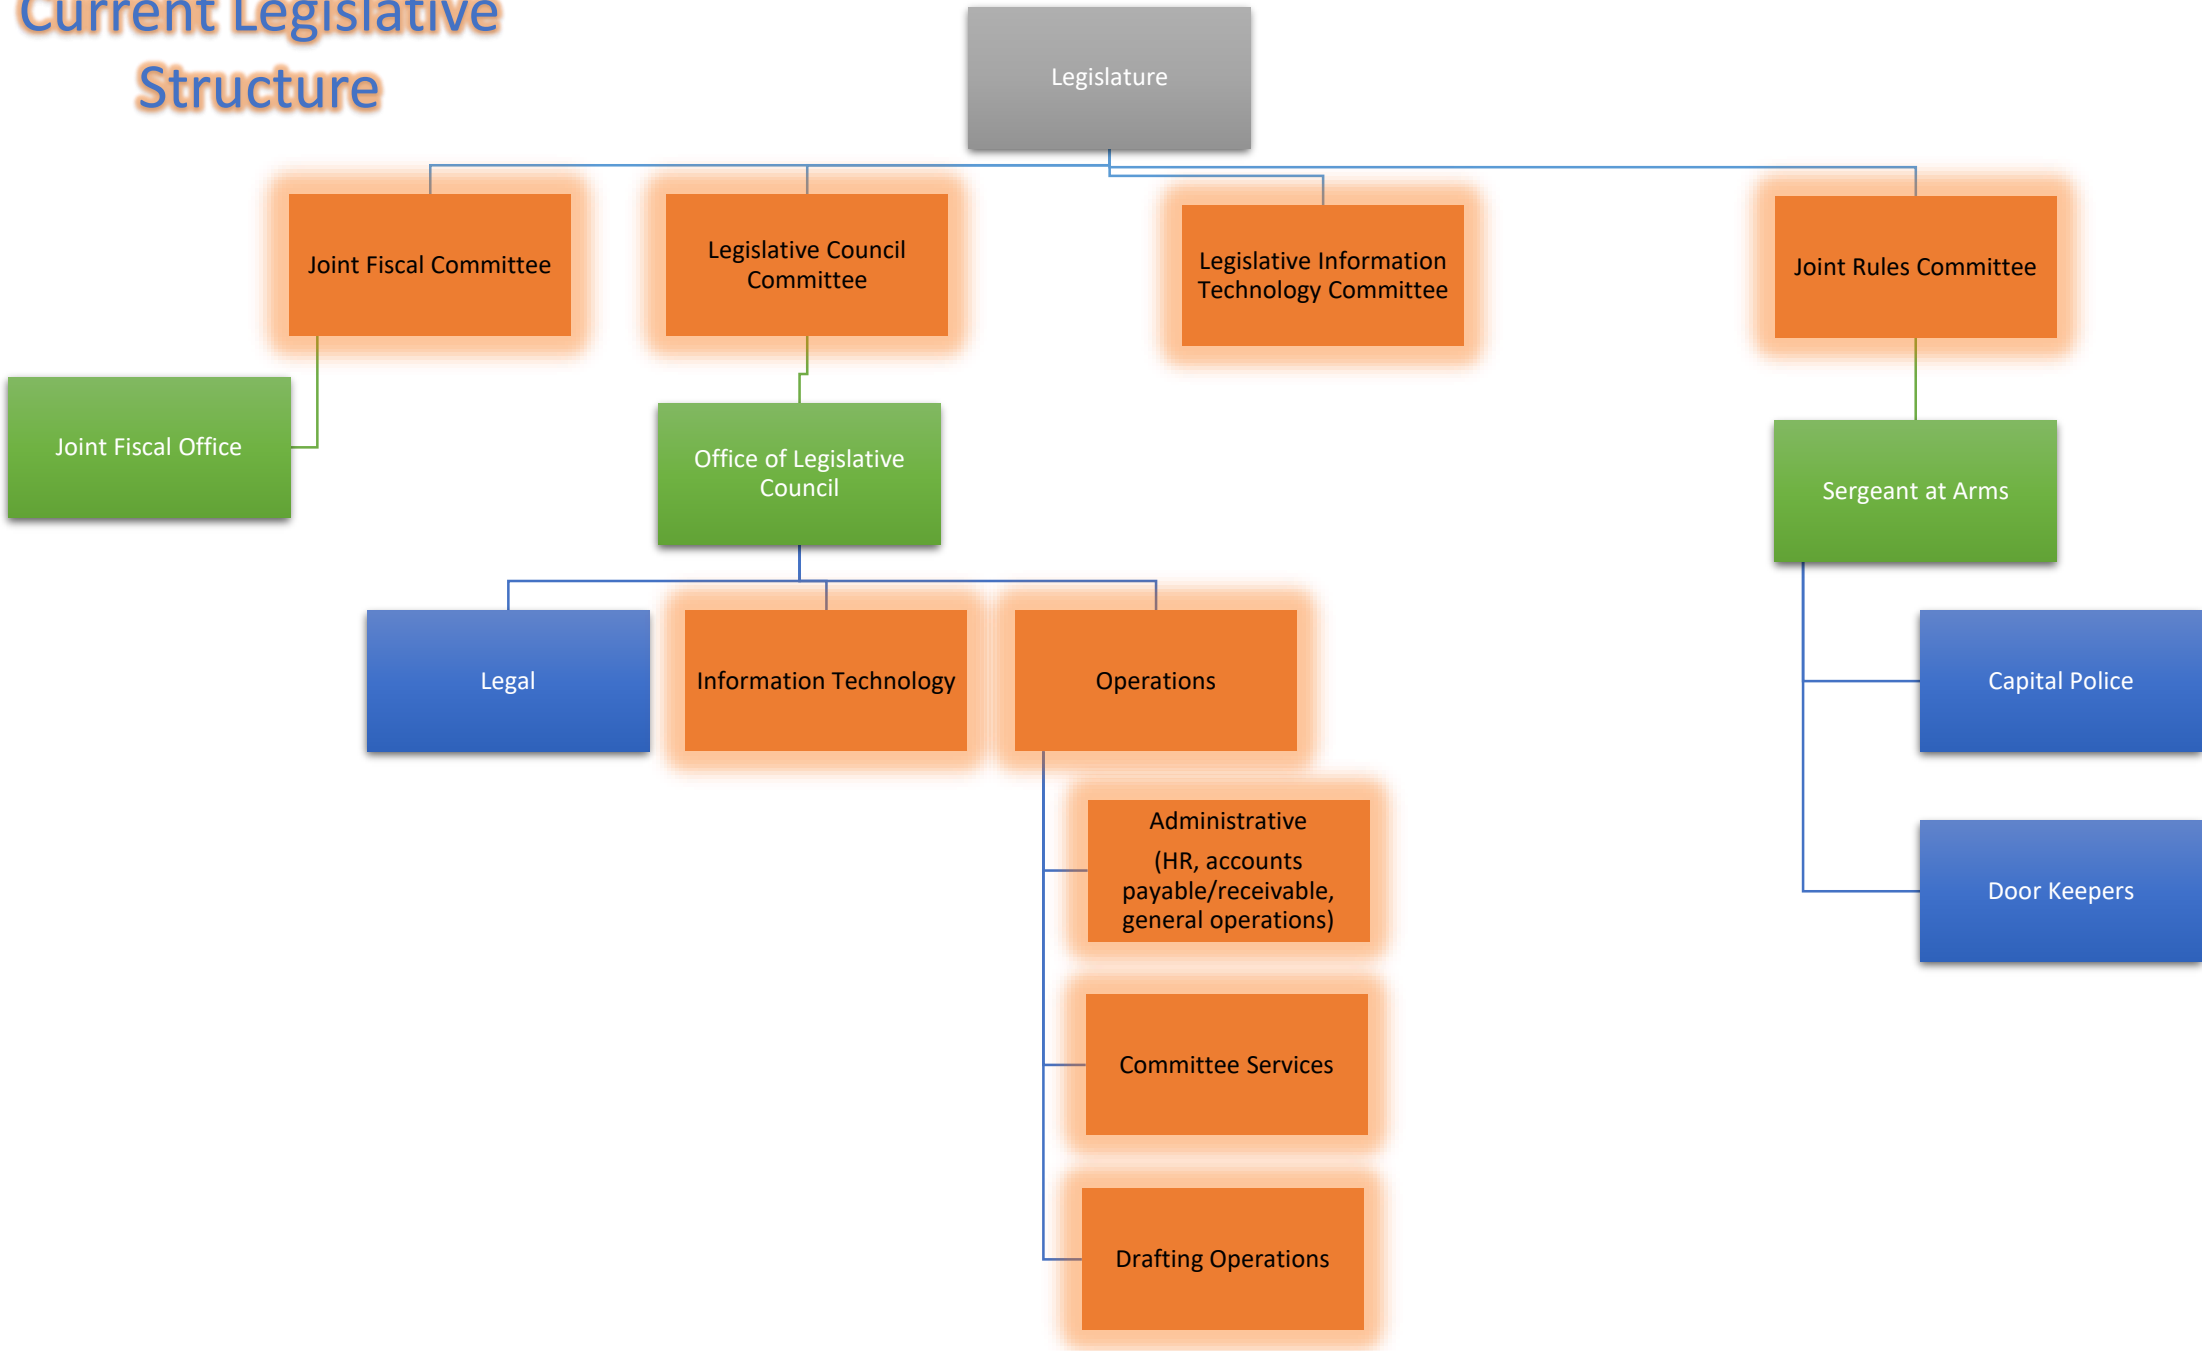 Current Legislative
Structure
Legislature
Joint Fiscal Committee
Legislative Council
Committee
Legislative Information
Technology Committee
Joint Rules Committee
Joint Fiscal Office
Office of Legislative
Council
Sergeant at Arms
Legal
Information Technology
Operations
Capital Police
Administrative
(HR, accounts
payable/receivable,
general operations)
Door Keepers
Committee Services
Drafting Operations